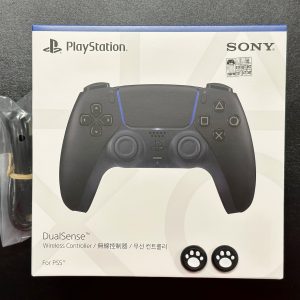 PlayStation
SONY
DualSense™
Wireless Controller / 無線控制器 / 무선 컨트롤러
For PS5™